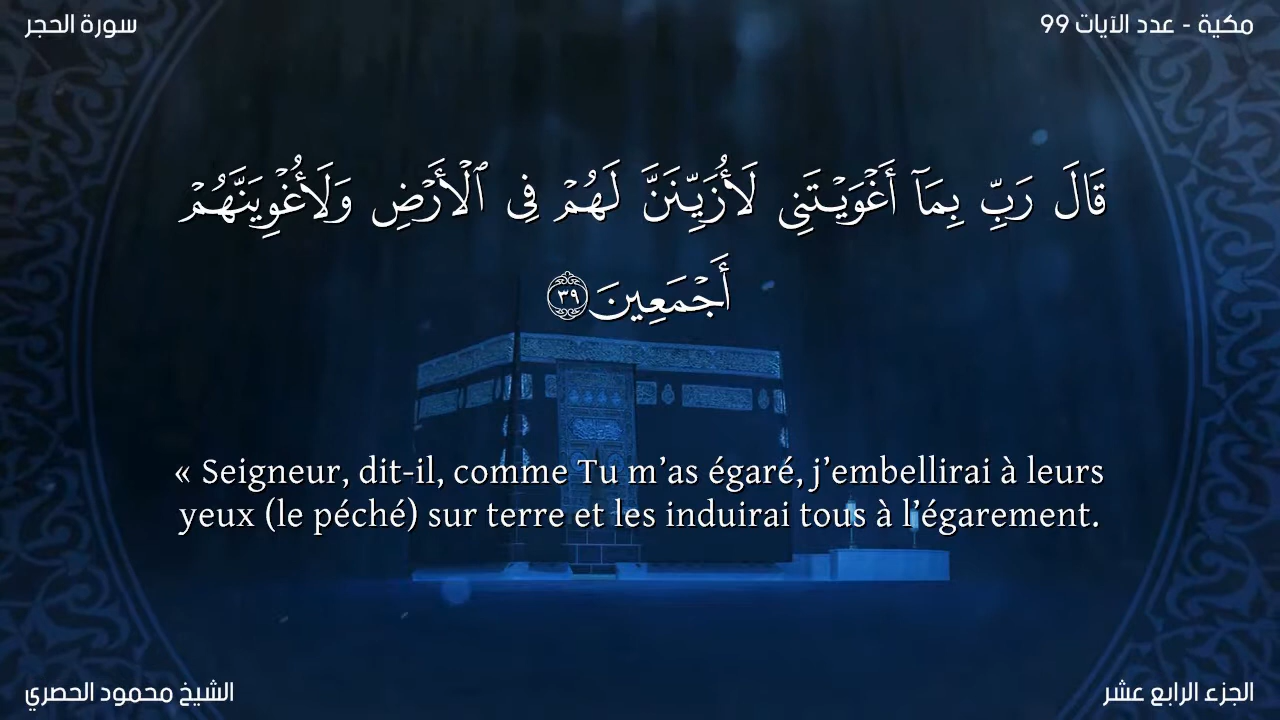 سورة الحجر
مكية - عدد الآيات 99
قَالَ رَبِّ بِمَآ أَغْوَيْتَنِى لَأُزَيِّنَنَّ لَهُمْ فِى ٱلْأَرْضِ وَلَأُغْوِيَنَّهُمْ
أَجْمَعِينَ ٣٩
« Seigneur, dit-il, comme Tu m’as égaré, j’embellirai à leurs
yeux (le péché) sur terre et les induirai tous à l’égarement.
الشيخ محمود الحصري
الجزء الرابع عشر